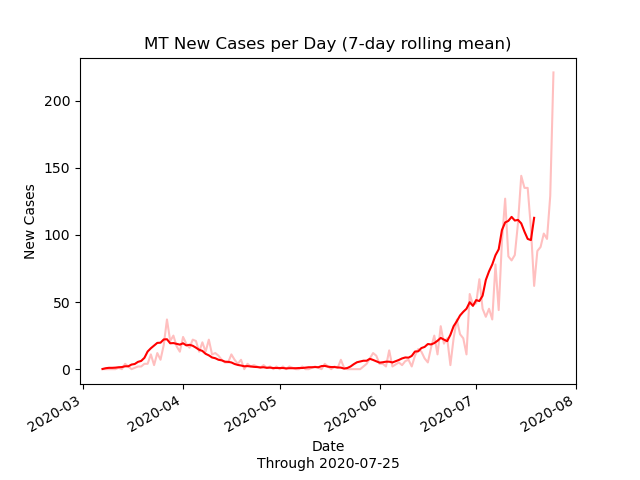 MT New Cases per Day (7-day rolling mean)
200
150
100
50
0
New Cases
2020-03
2020-04
2020-05
2020-06
2020-07
2020-08
Date
Through 2020-07-25